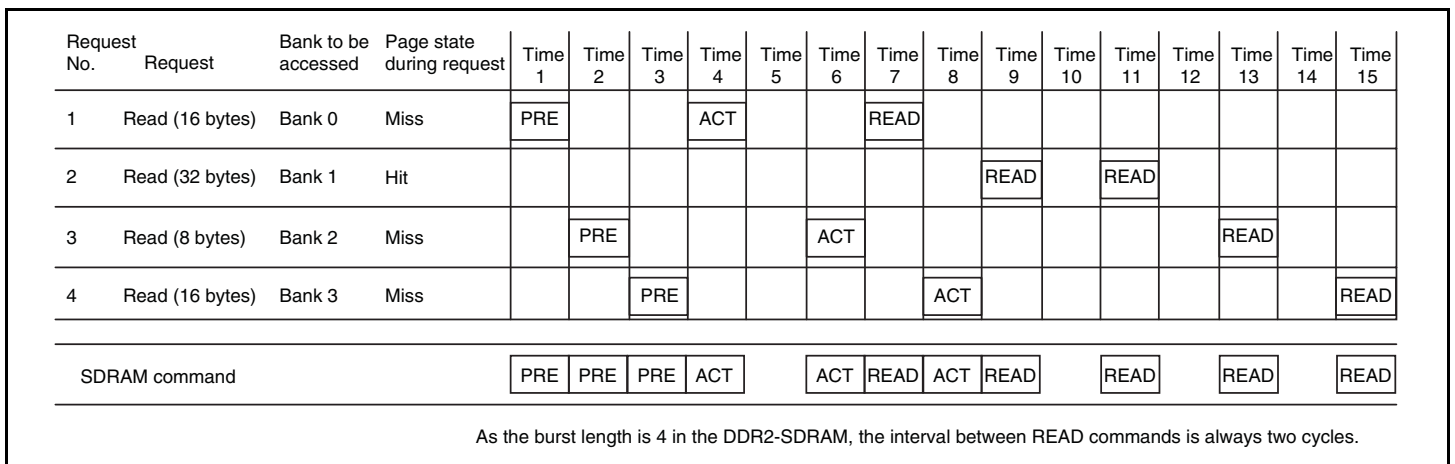 Request No. Request Bank to be accessed Page state during request Time 1 Time 2 Time 3 Time 4 Time 5 Time 6 Time 7 Time 8 Time 9 Time 10 Time 11 Time 12 Time 13 Time 14 Time 15
1 Read (16 bytes) Bank 0 Miss PRE ACT READ
2 Read (32 bytes) Bank 1 Hit READ READ
3 Read (8 bytes) Bank 2 Miss PRE ACT READ
4 Read (16 bytes) Bank 3 Miss PRE ACT READ
SDRAM command PRE PRE PRE ACT ACT READ ACT READ READ READ READ
As the burst length is 4 in the DDR2-SDRAM, the interval between READ commands is always two cycles.